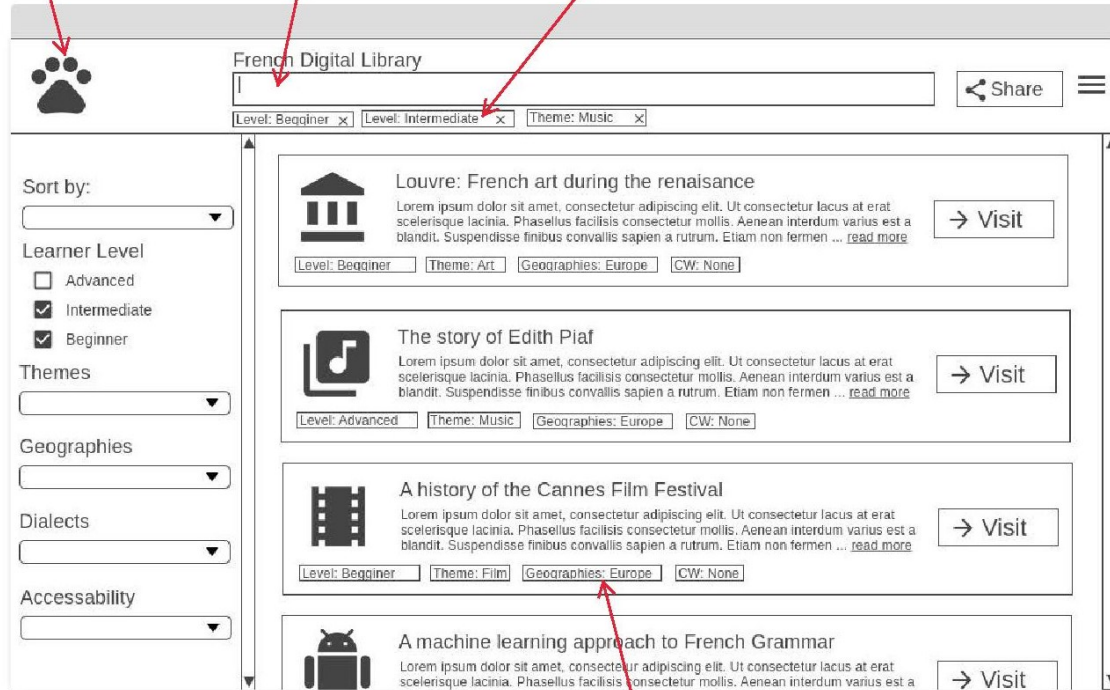 French Digital Library
Share
Level: Begginer x Level: Intermediate x Theme: Music x
Sort by:
Learner Level
Advanced
Intermediate
Beginner
Themes
Geographies
Dialects
Accessability
Louvre: French art during the renaisance
Lorem ipsum dolor sit amet, consectetur adipiscing elit. Ut consectetur lacus at erat
scelerisque lacinia. Phasellus facilisis consectetur mollis. Aenean interdum varius est a
blandit. Suspendisse finibus convallis sapien a rutrum. Etiam non fermen ... read more
Visit
Level: Begginer Theme: Art Geographies: Europe CW: None
The story of Edith Piaf
Lorem ipsum dolor sit amet, consectetur adipiscing elit. Ut consectetur lacus at erat
scelerisque lacinia. Phasellus facilisis consectetur mollis. Aenean interdum varius est a
blandit. Suspendisse finibus convallis sapien a rutrum. Etiam non fermen ... read more
Visit
Level: Advanced Theme: Music Geographies: Europe CW: None
A history of the Cannes Film Festival
Lorem ipsum dolor sit amet, consectetur adipiscing elit. Ut consectetur lacus at erat
scelerisque lacinia. Phasellus facilisis consectetur mollis. Aenean interdum varius est a
blandit. Suspendisse finibus convallis sapien a rutrum. Etiam non fermen ... read more
Visit
Level: Begginer Theme: Film Geographies: Europe CW: None
A machine learning approach to French Grammar
Lorem ipsum dolor sit amet, consectetur adipiscing elit. Ut consectetur lacus at erat
scelerisque lacinia. Phasellus facilisis consectetur mollis. Aenean interdum varius est a
Visit